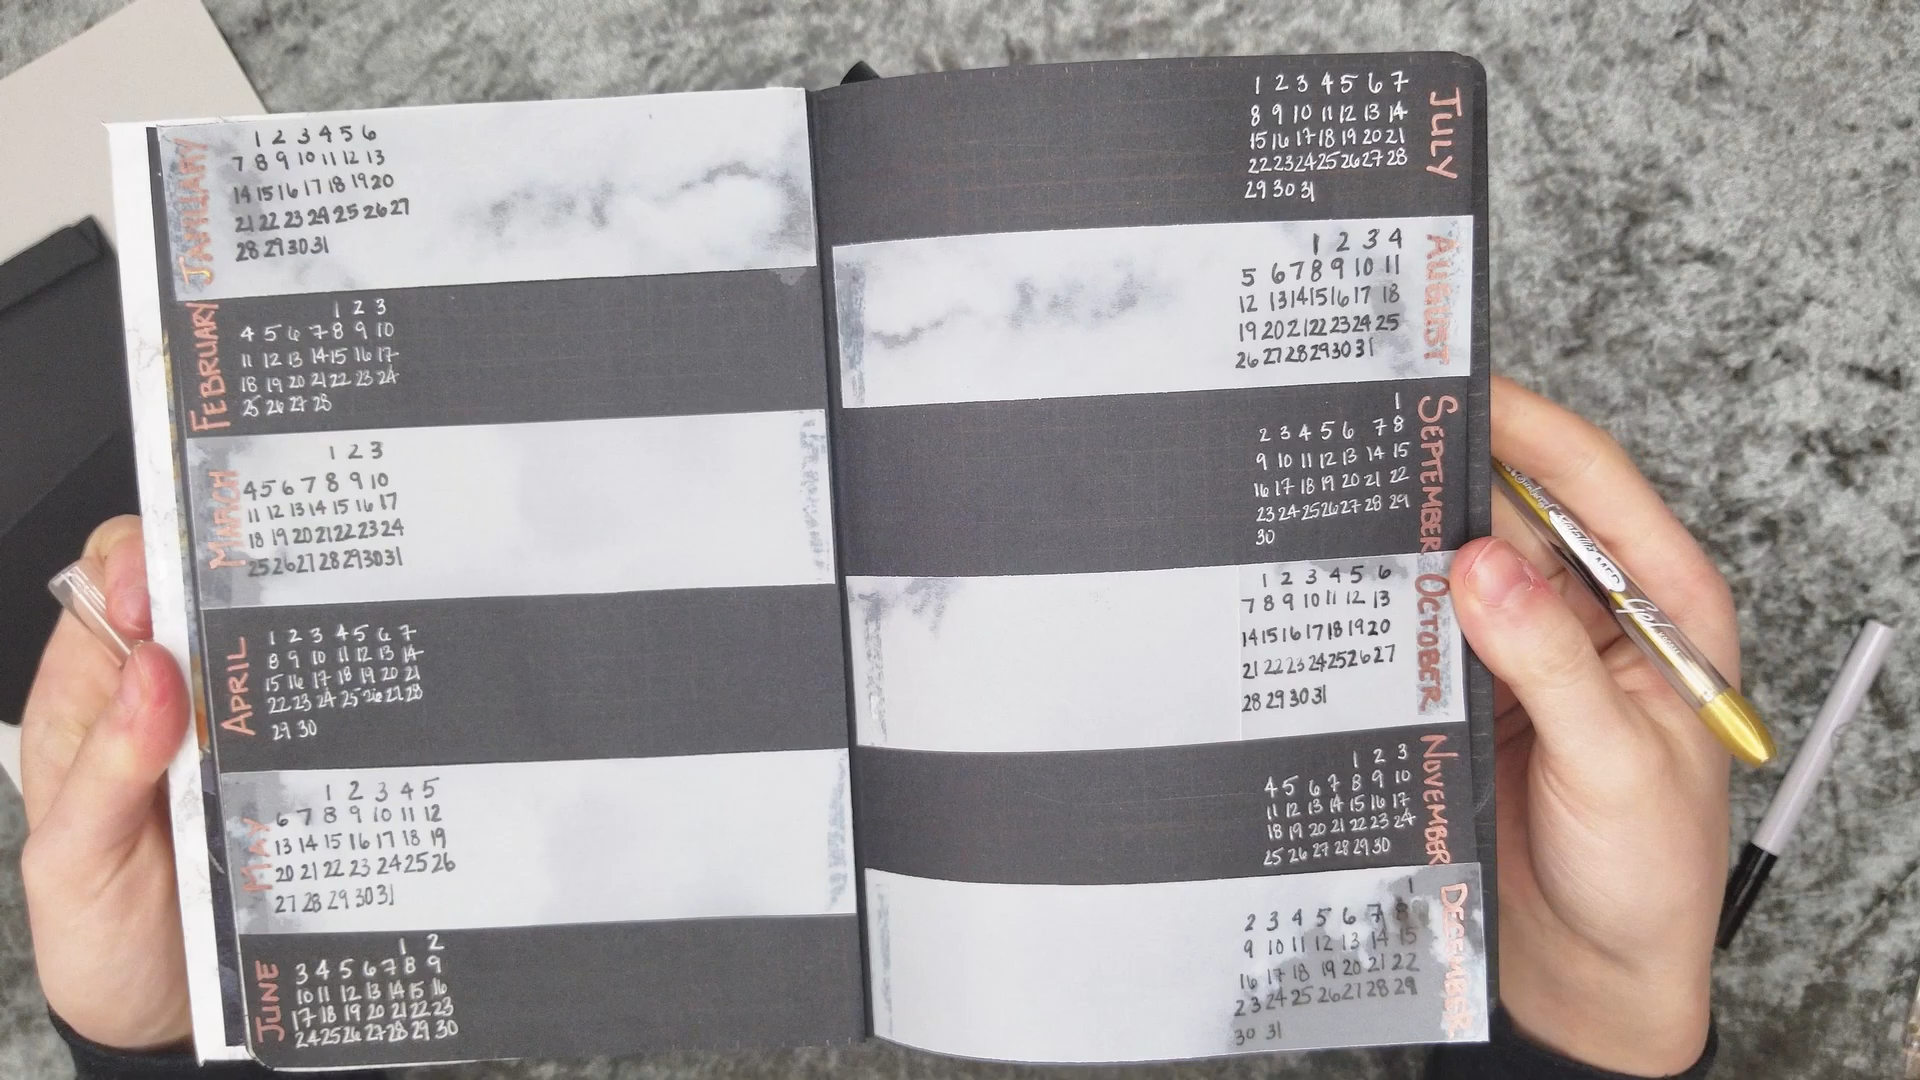 JANUARY
1 2 3 4 5 6
7 8 9 10 11 12 13
14 15 16 17 18 19 20
21 22 23 24 25 26 27
28 29 30 31
FEBRUARY
1 2 3
4 5 6 7 8 9 10
11 12 13 14 15 16 17
18 19 20 21 22 23 24
25 26 27 28
MARCH
1 2 3
4 5 6 7 8 9 10
11 12 13 14 15 16 17
18 19 20 21 22 23 24
25 26 27 28 29 30 31
APRIL
1 2 3 4 5 6 7
8 9 10 11 12 13 14
15 16 17 18 19 20 21
22 23 24 25 26 27 28
29 30
MAY
1 2 3 4 5
6 7 8 9 10 11 12
13 14 15 16 17 18 19
20 21 22 23 24 25 26
27 28 29 30 31
JUNE
1 2
3 4 5 6 7 8 9
10 11 12 13 14 15 16
17 18 19 20 21 22 23
24 25 26 27 28 29 30
JULY
1 2 3 4 5 6 7
8 9 10 11 12 13 14
15 16 17 18 19 20 21
22 23 24 25 26 27 28
29 30 31
AUGUST
1 2 3 4
5 6 7 8 9 10 11
12 13 14 15 16 17 18
19 20 21 22 23 24 25
26 27 28 29 30 31
SEPTEMBER
1
2 3 4 5 6 7 8
9 10 11 12 13 14 15
16 17 18 19 20 21 22
23 24 25 26 27 28 29
30
OCTOBER
1 2 3 4 5 6
7 8 9 10 11 12 13
14 15 16 17 18 19 20
21 22 23 24 25 26 27
28 29 30 31
NOVEMBER
1 2 3
4 5 6 7 8 9 10
11 12 13 14 15 16 17
18 19 20 21 22 23 24
25 26 27 28 29 30
DECEMBER
1
2 3 4 5 6 7 8
9 10 11 12 13 14 15
16 17 18 19 20 21 22
23 24 25 26 27 28 29
30 31
Gel